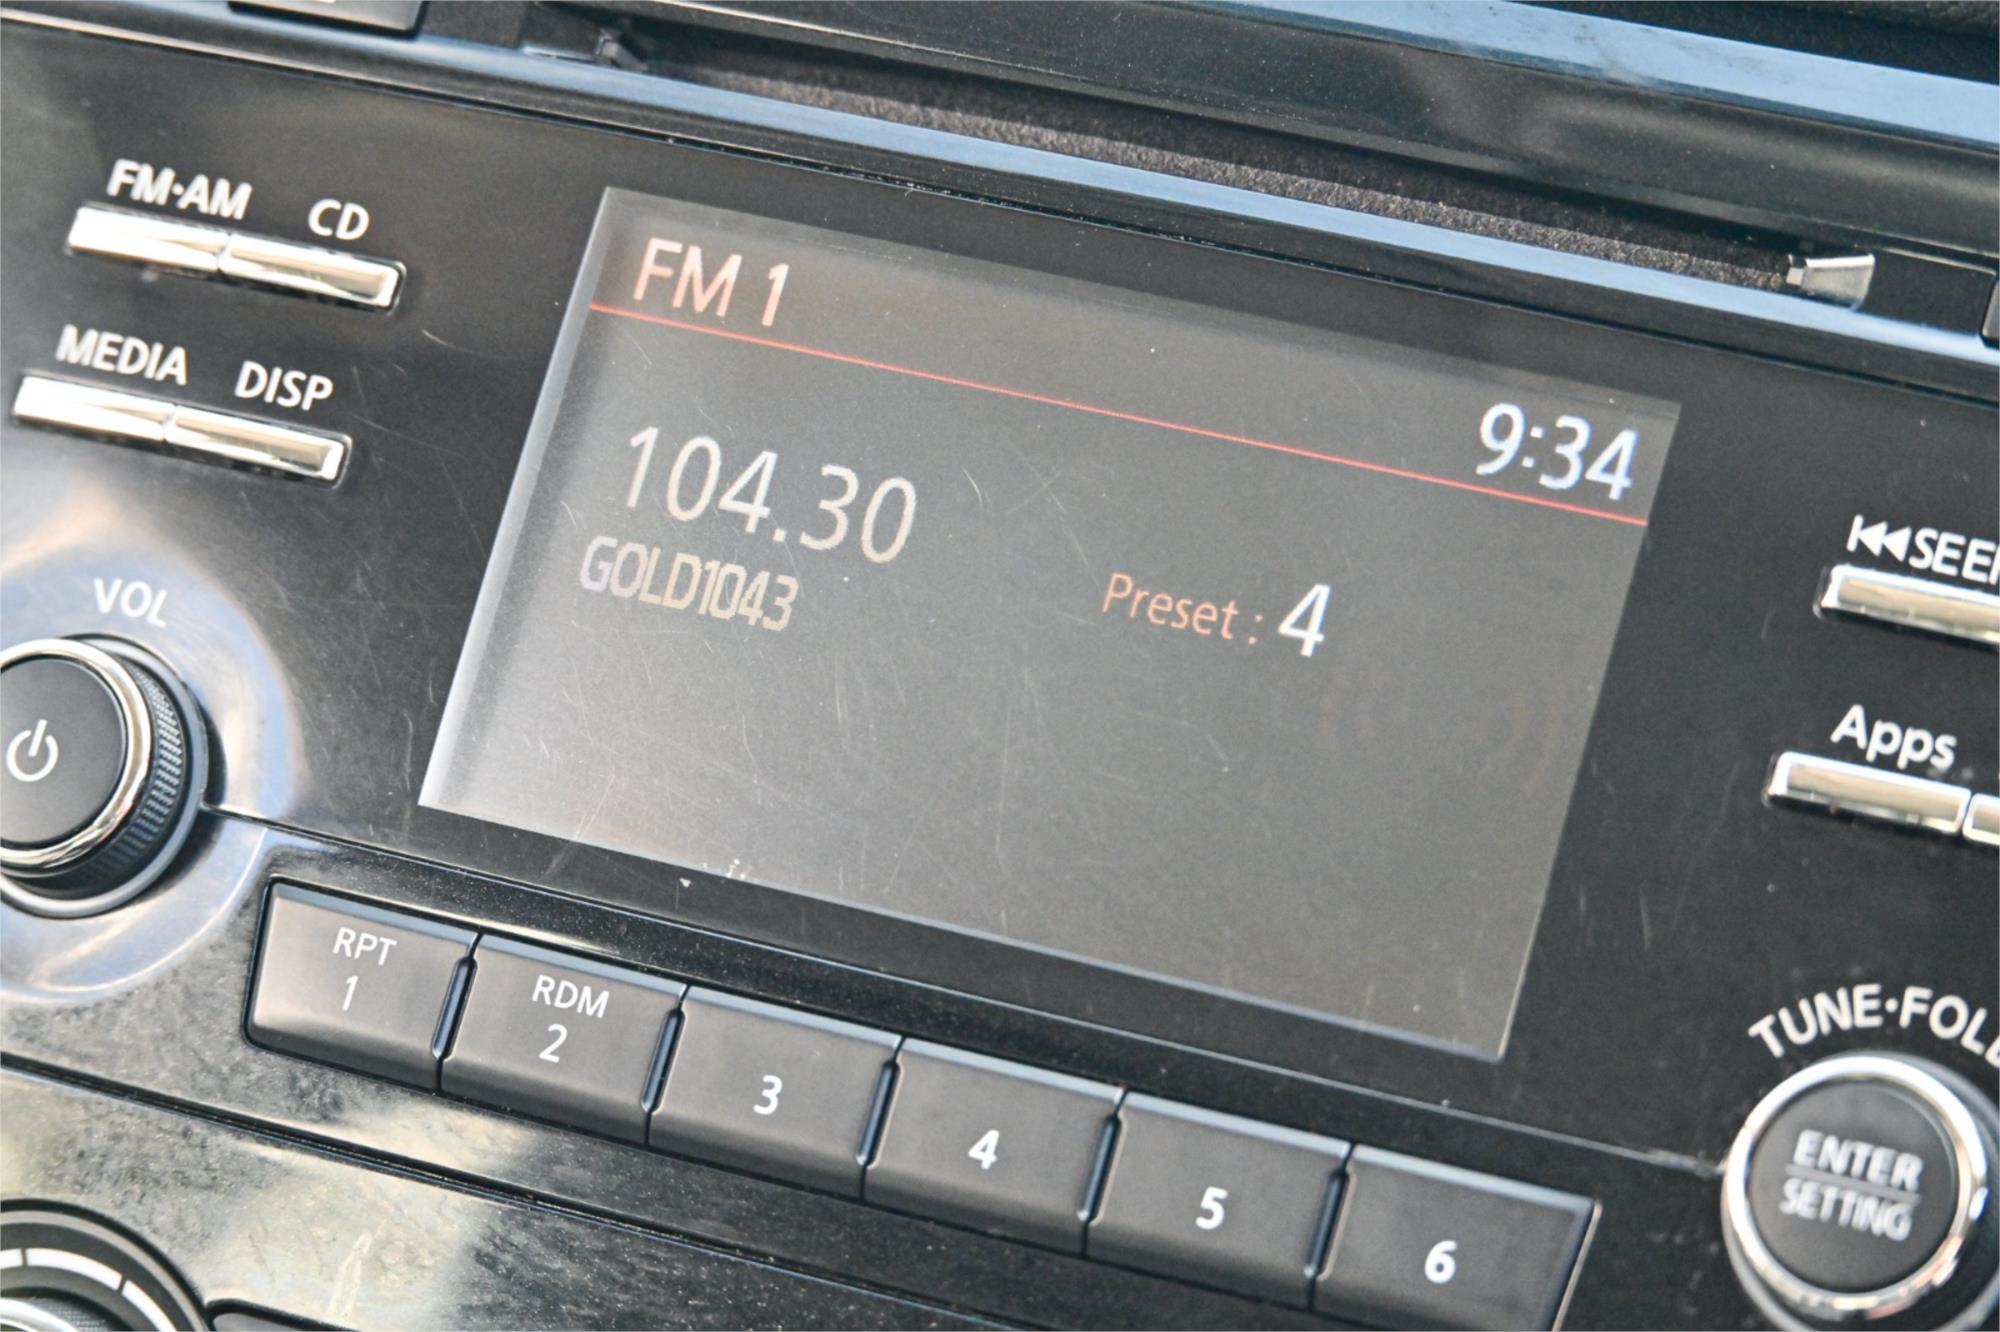 FM·AM CD
MEDIA DISP
VOL
FM 1
9:34
104.30
GOLD1043
Preset : 4
Apps
RPT
1
RDM
2
3
4
5
6
ENTER
SETTING